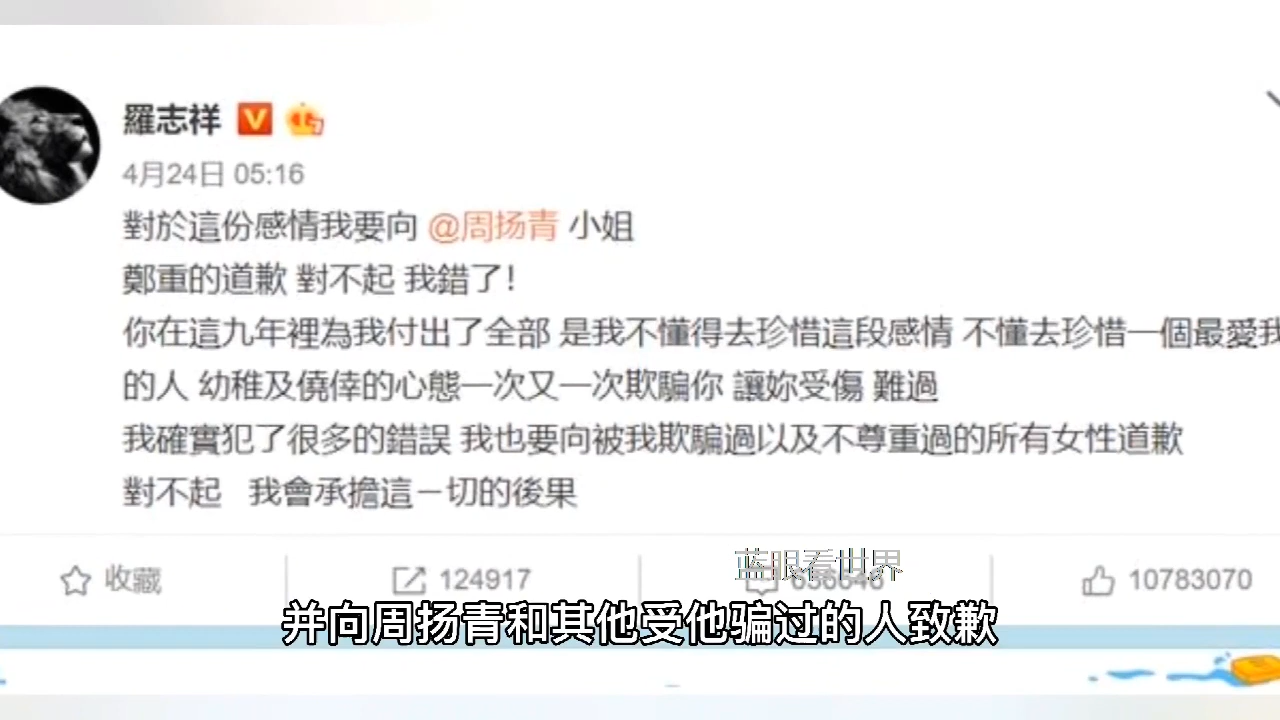 羅志祥
4月24日 05:16
對於這份感情我要向 @周扬青 小姐
鄭重的道歉 對不起 我錯了!
你在這九年裡為我付出了全部 是我不懂得去珍惜這段感情 不懂去珍惜一個最愛我
的人 幼稚及僥倖的心態一次又一次欺騙你 讓妳受傷 難過
我確實犯了很多的錯誤 我也要向被我欺騙過以及不尊重過的所有女性道歉
對不起 我會承擔這一切的後果
收藏 124917 10783070
蓝眼看世界
并向周扬青和其他受他骗过的人致歉